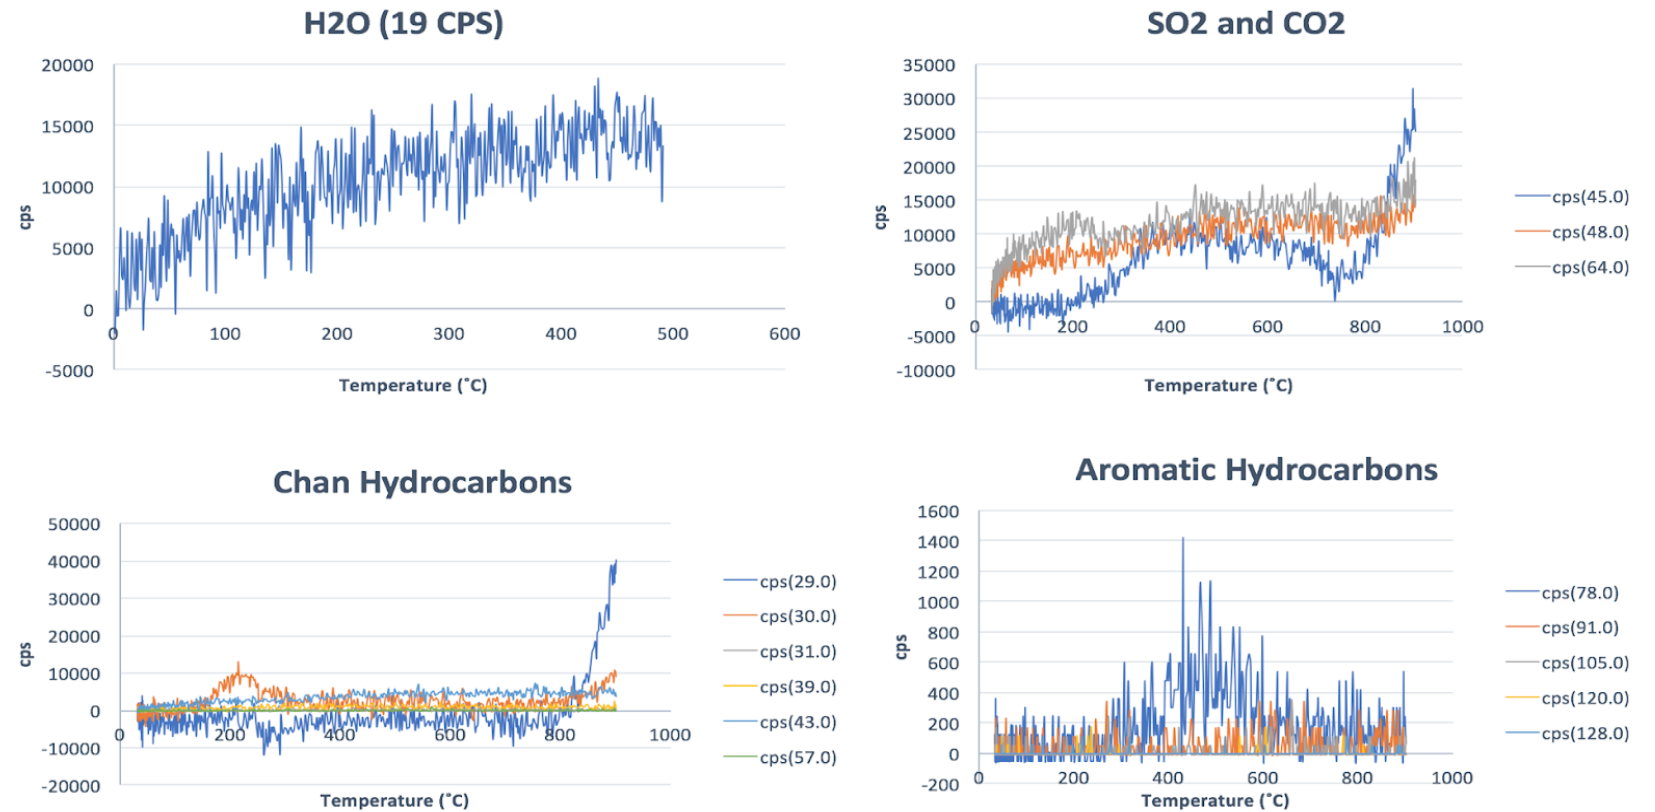 H2O (19 CPS)
20000
15000
10000
5000
0
-5000
cps
0 100 200 300 400 500 600
Temperature (˚C)
SO2 and CO2
35000
30000
25000
20000
15000
10000
5000
0
-5000
-10000
cps
0 200 400 600 800 1000
Temperature (˚C)
cps(45.0)
cps(48.0)
cps(64.0)
Chan Hydrocarbons
50000
40000
30000
20000
10000
0
-10000
-20000
cps
0 200 400 600 800 1000
Temperature (˚C)
cps(29.0)
cps(30.0)
cps(31.0)
cps(39.0)
cps(43.0)
cps(57.0)
Aromatic Hydrocarbons
1600
1400
1200
1000
800
600
400
200
0
-200
cps
0 200 400 600 800 1000
Temperature (˚C)
cps(78.0)
cps(91.0)
cps(105.0)
cps(120.0)
cps(128.0)